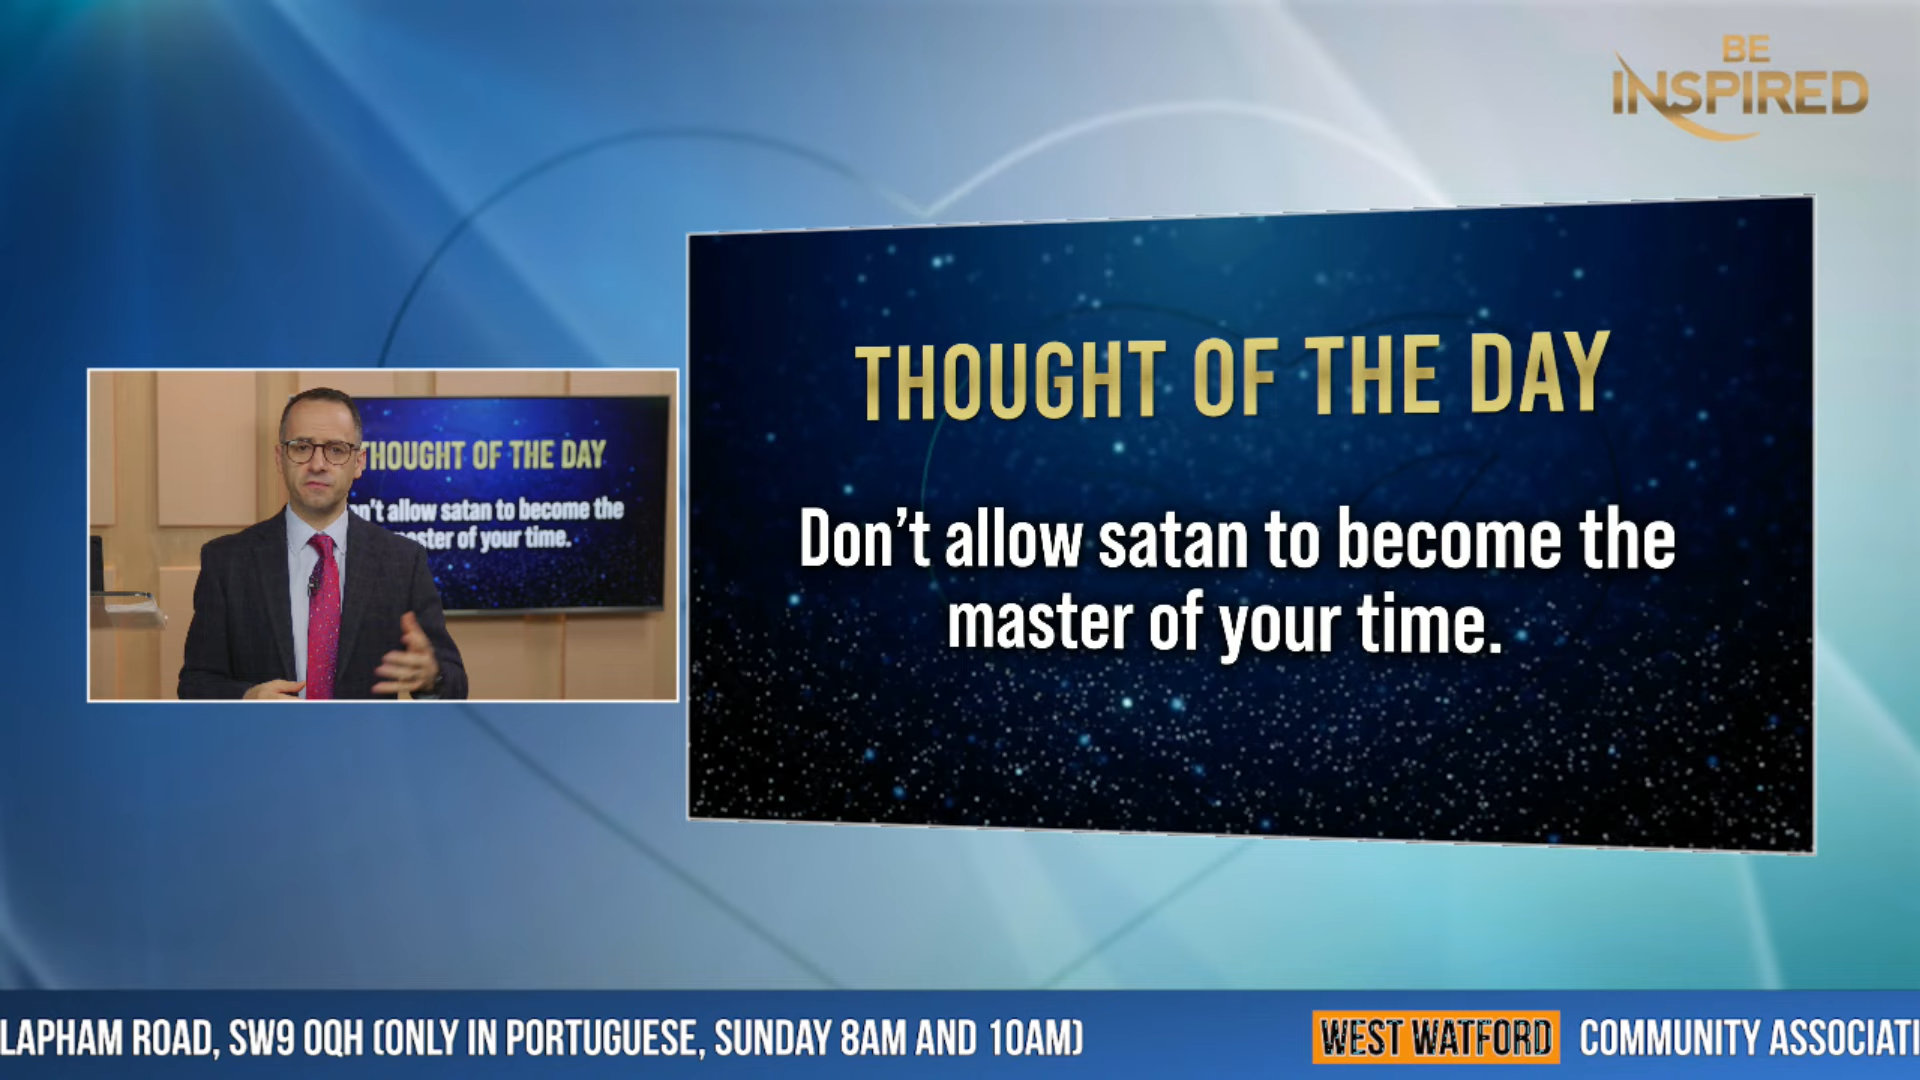 BE
INSPIRED
THOUGHT OF THE DAY
Don't allow satan to become the
master of your time.
THOUGHT OF THE DAY
allow satan to become the
of your time.
ROAD, SW9 0QH (ONLY IN PORTUGUESE, SUNDAY 8AM AND 10AM)
WEST WATFORD COMMUNITY